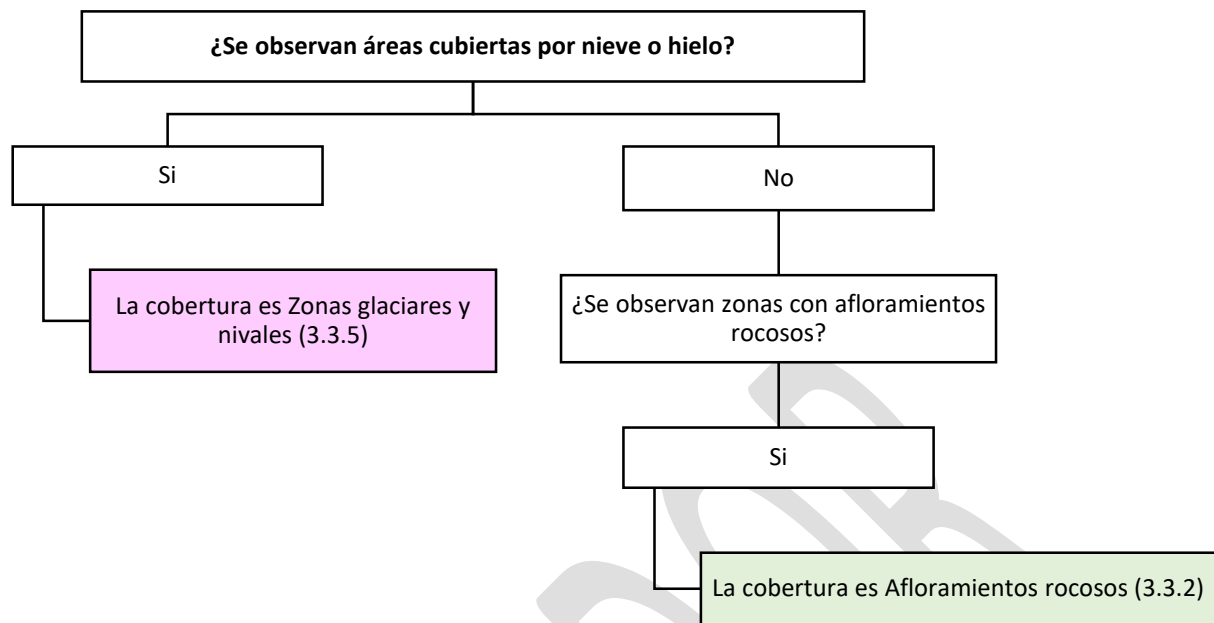 ¿Se observan áreas cubiertas por nieve o hielo?
Si
No
La cobertura es Zonas glaciares y
nivales (3.3.5)
¿Se observan zonas con afloramientos
rocosos?
Si
La cobertura es Afloramientos rocosos (3.3.2)